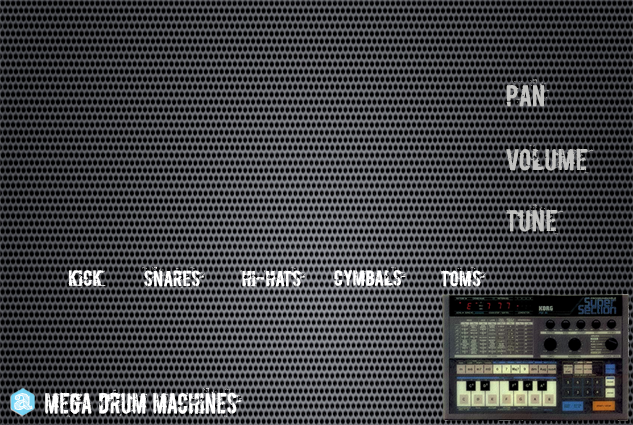 PAN
VOLUME
TUNE
KICK SNARES HI-HATS CYMBALS TOMS
KORG
Super Section
MEGA DRUM MACHINES